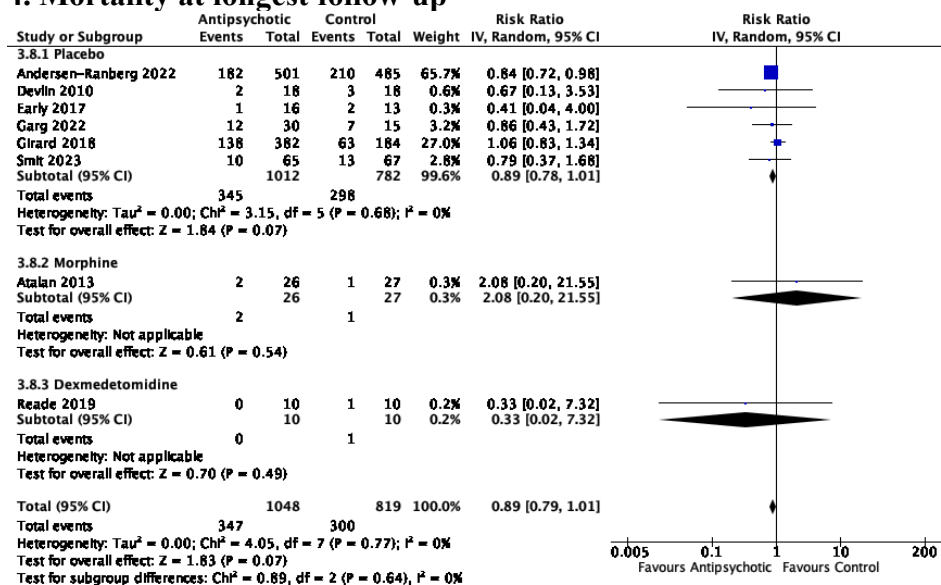 4. Mortality at longest follow-up
Antipsychotic Control Risk Ratio Risk Ratio
Study or Subgroup Events Total Events Total Weight IV, Random, 95% CI IV, Random, 95% CI
3.8.1 Placebo
Andersen-Ranberg 2022 182 501 210 485 65.7% 0.84 [0.72, 0.98]
Devlin 2010 2 18 3 18 0.6% 0.67 [0.13, 3.53]
Early 2017 1 16 2 13 0.3% 0.41 [0.04, 4.00]
Garg 2022 12 30 7 15 3.2% 0.86 [0.43, 1.72]
Girard 2018 138 382 63 184 27.0% 1.06 [0.83, 1.34]
Smit 2023 10 65 13 67 2.8% 0.79 [0.37, 1.68]
Subtotal (95% CI) 1012 782 99.6% 0.89 [0.78, 1.01]
Total events 345 298
Heterogeneity: Tau² = 0.00; Chi² = 3.15, df = 5 (P = 0.68); I² = 0%
Test for overall effect: Z = 1.84 (P = 0.07)
3.8.2 Morphine
Atalan 2013 2 26 1 27 0.3% 2.08 [0.20, 21.55]
Subtotal (95% CI) 26 27 0.3% 2.08 [0.20, 21.55]
Total events 2 1
Heterogeneity: Not applicable
Test for overall effect: Z = 0.61 (P = 0.54)
3.8.3 Dexmedetomidine
Reade 2019 0 10 1 10 0.2% 0.33 [0.02, 7.32]
Subtotal (95% CI) 10 10 0.2% 0.33 [0.02, 7.32]
Total events 0 1
Heterogeneity: Not applicable
Test for overall effect: Z = 0.70 (P = 0.49)
Total (95% CI) 1048 819 100.0% 0.89 [0.79, 1.01]
Total events 347 300
Heterogeneity: Tau² = 0.00; Chi² = 4.05, df = 7 (P = 0.77); I² = 0%
Test for overall effect: Z = 1.83 (P = 0.07)
Test for subgroup differences: Chi² = 0.89, df = 2 (P = 0.64), I² = 0%
0.005 0.1 1 10 200
Favours Antipsychotic Favours Control